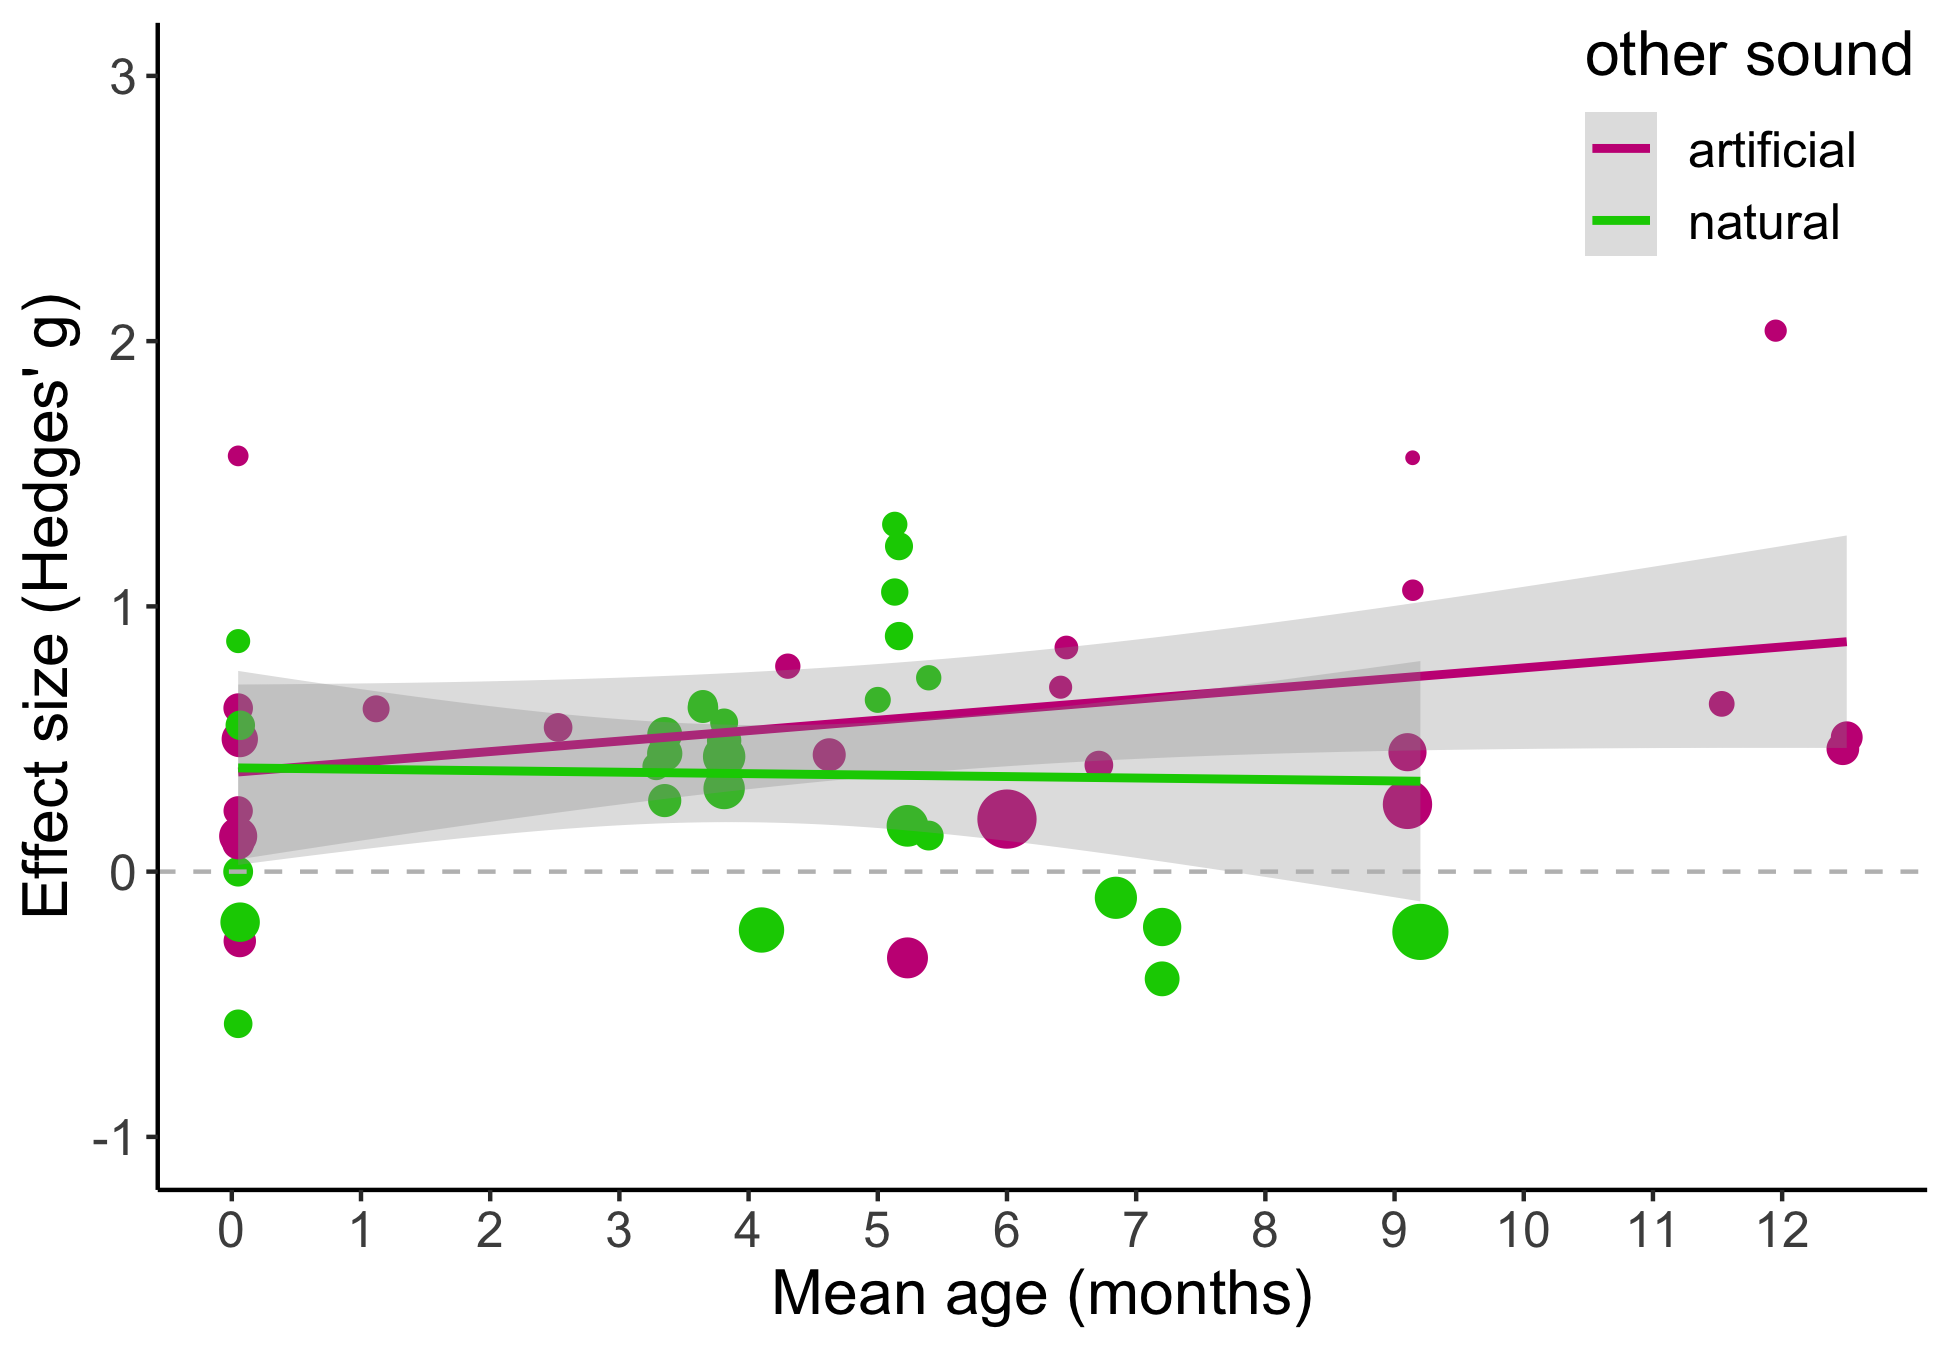 other sound
artificial
natural
Effect size (Hedges' g)
3
2
1
0
-1
0 1 2 3 4 5 6 7 8 9 10 11 12
Mean age (months)